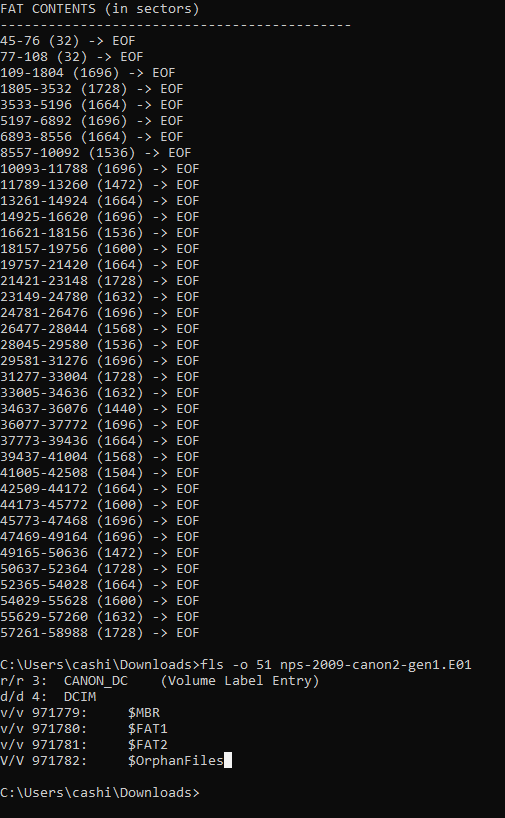 FAT CONTENTS (in sectors)
--------------------------------------------
45-76 (32) -> EOF
77-108 (32) -> EOF
109-1804 (1696) -> EOF
1805-3532 (1728) -> EOF
3533-5196 (1664) -> EOF
5197-6892 (1696) -> EOF
6893-8556 (1664) -> EOF
8557-10092 (1536) -> EOF
10093-11788 (1696) -> EOF
11789-13260 (1472) -> EOF
13261-14924 (1664) -> EOF
14925-16620 (1696) -> EOF
16621-18156 (1536) -> EOF
18157-19756 (1600) -> EOF
19757-21420 (1664) -> EOF
21421-23148 (1728) -> EOF
23149-24780 (1632) -> EOF
24781-26476 (1696) -> EOF
26477-28044 (1568) -> EOF
28045-29580 (1536) -> EOF
29581-31276 (1696) -> EOF
31277-33004 (1728) -> EOF
33005-34636 (1632) -> EOF
34637-36076 (1440) -> EOF
36077-37772 (1696) -> EOF
37773-39436 (1664) -> EOF
39437-41004 (1568) -> EOF
41005-42508 (1504) -> EOF
42509-44172 (1664) -> EOF
44173-45772 (1600) -> EOF
45773-47468 (1696) -> EOF
47469-49164 (1696) -> EOF
49165-50636 (1472) -> EOF
50637-52364 (1728) -> EOF
52365-54028 (1664) -> EOF
54029-55628 (1600) -> EOF
55629-57260 (1632) -> EOF
57261-58988 (1728) -> EOF
C:\Users\cashi\Downloads>fls -o 51 nps-2009-canon2-gen1.E01
r/r 3:  CANON_DC    (Volume Label Entry)
d/d 4:  DCIM
v/v 971779:     $MBR
v/v 971780:     $FAT1
v/v 971781:     $FAT2
V/V 971782:     $OrphanFiles
C:\Users\cashi\Downloads>